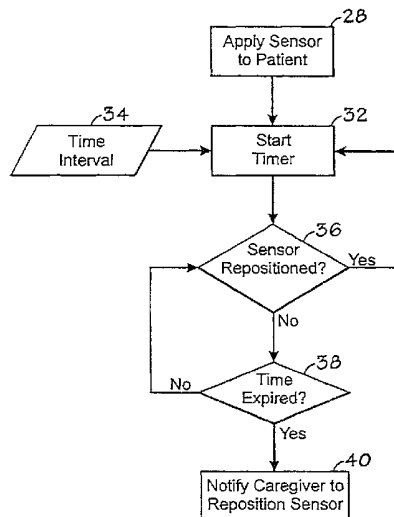 28
Apply Sensor
to Patient
34
Time
Interval
32
Start
Timer
36
Sensor
Repositioned?
Yes
No
38
Time
Expired?
No
Yes
40
Notify Caregiver to
Reposition Sensor